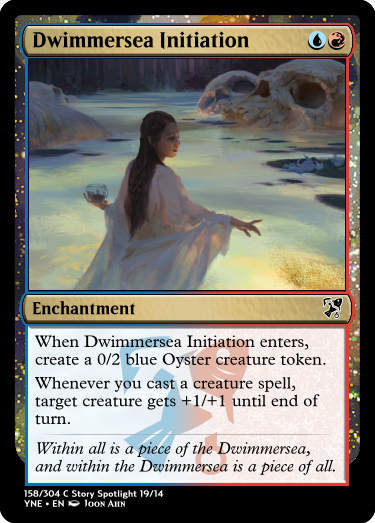 Dwimmersea Initiation
Enchantment
When Dwimmersea Initiation enters,
create a 0/2 blue Oyster creature token.
Whenever you cast a creature spell,
target creature gets +1/+1 until end of
turn.
Within all is a piece of the Dwimmersea,
and within the Dwimmersea is a piece of all.
158/304 C Story Spotlight 19/14
YNE • EN JOON AHN